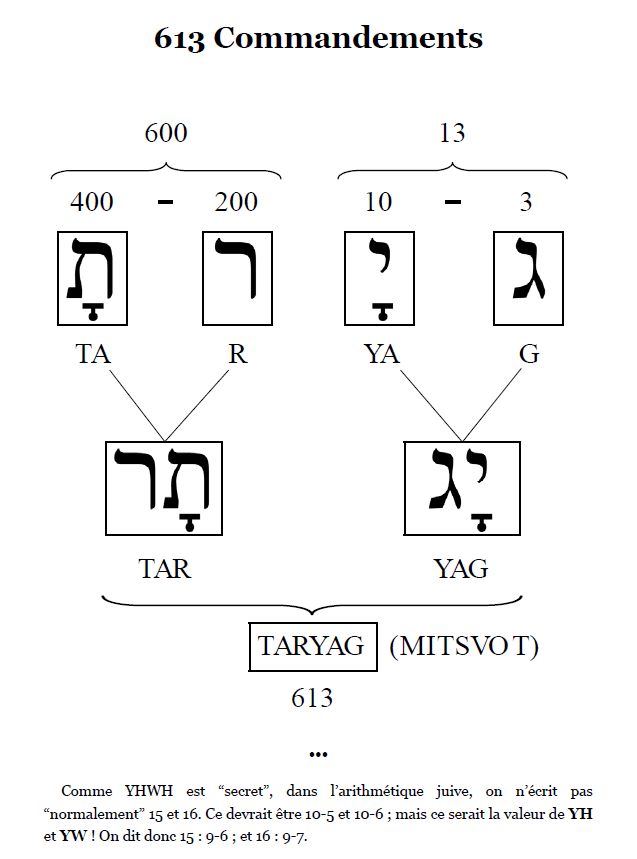 613 Commandements
600 13
400 - 200 10 - 3
תָ ר יָ ג
TA R YA G
תָר יָג
TAR YAG
TARYAG (MITSVOT)
613
...
Comme YHWH est “secret”, dans l’arithmétique juive, on n’écrit pas
“normalement” 15 et 16. Ce devrait être 10-5 et 10-6 ; mais ce serait la valeur de YH
et YW ! On dit donc 15 : 9-6 ; et 16 : 9-7.